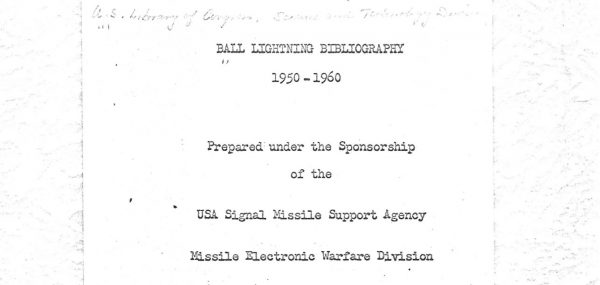 U.S. Library of Congress, Science and Technology Division
BALL LIGHTNING BIBLIOGRAPHY
1950-1960
Prepared under the Sponsorship
of the
USA Signal Missile Support Agency
Missile Electronic Warfare Division